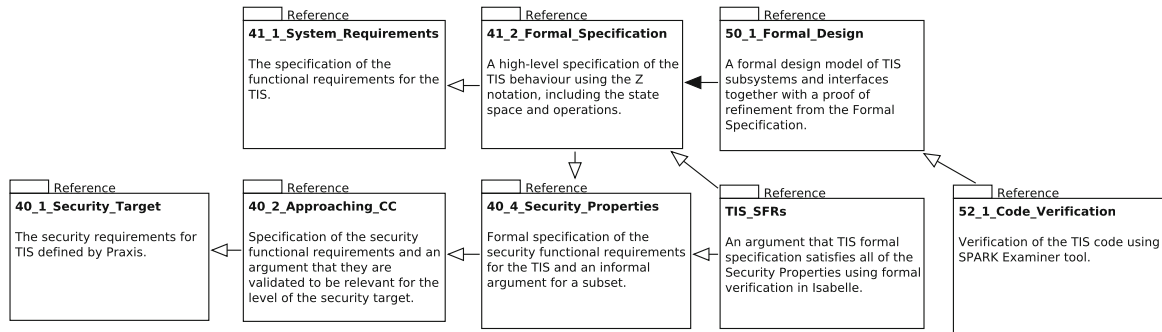 Reference
41_1_System_Requirements
The specification of the
functional requirements for the
TIS.
Reference
41_2_Formal_Specification
A high-level specification of the
TIS behaviour using the Z
notation, including the state
space and operations.
Reference
50_1_Formal_Design
A formal design model of TIS
subsystems and interfaces
together with a proof of
refinement from the Formal
Specification.
Reference
40_1_Security_Target
The security requirements for
TIS defined by Praxis.
Reference
40_2_Approaching_CC
Specification of the security
functional requirements and an
argument that they are
validated to be relevant for the
level of the security target.
Reference
40_4_Security_Properties
Formal specification of the
security functional requirements
for the TIS and an informal
argument for a subset.
Reference
TIS_SFRs
An argument that TIS formal
specification satisfies all of the
Security Properties using formal
verification in Isabelle.
Reference
52_1_Code_Verification
Verification of the TIS code using
SPARK Examiner tool.